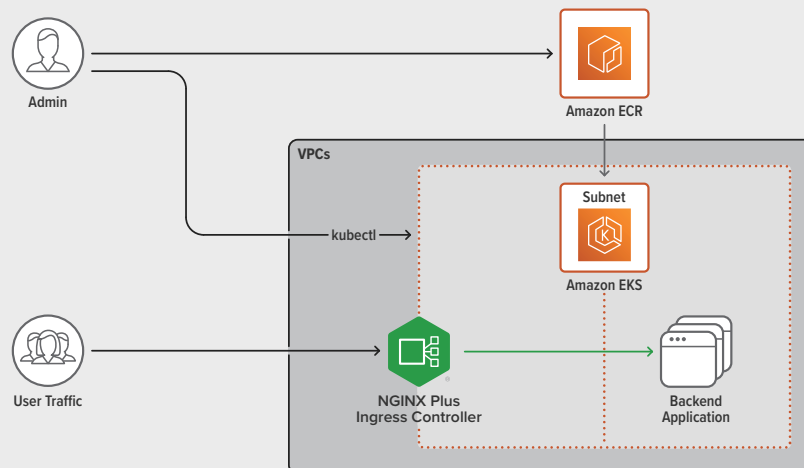 Admin
Amazon ECR
VPCs
Subnet
K
kubectl
Amazon EKS
User Traffic
NGINX Plus
Ingress Controller
Backend
Application